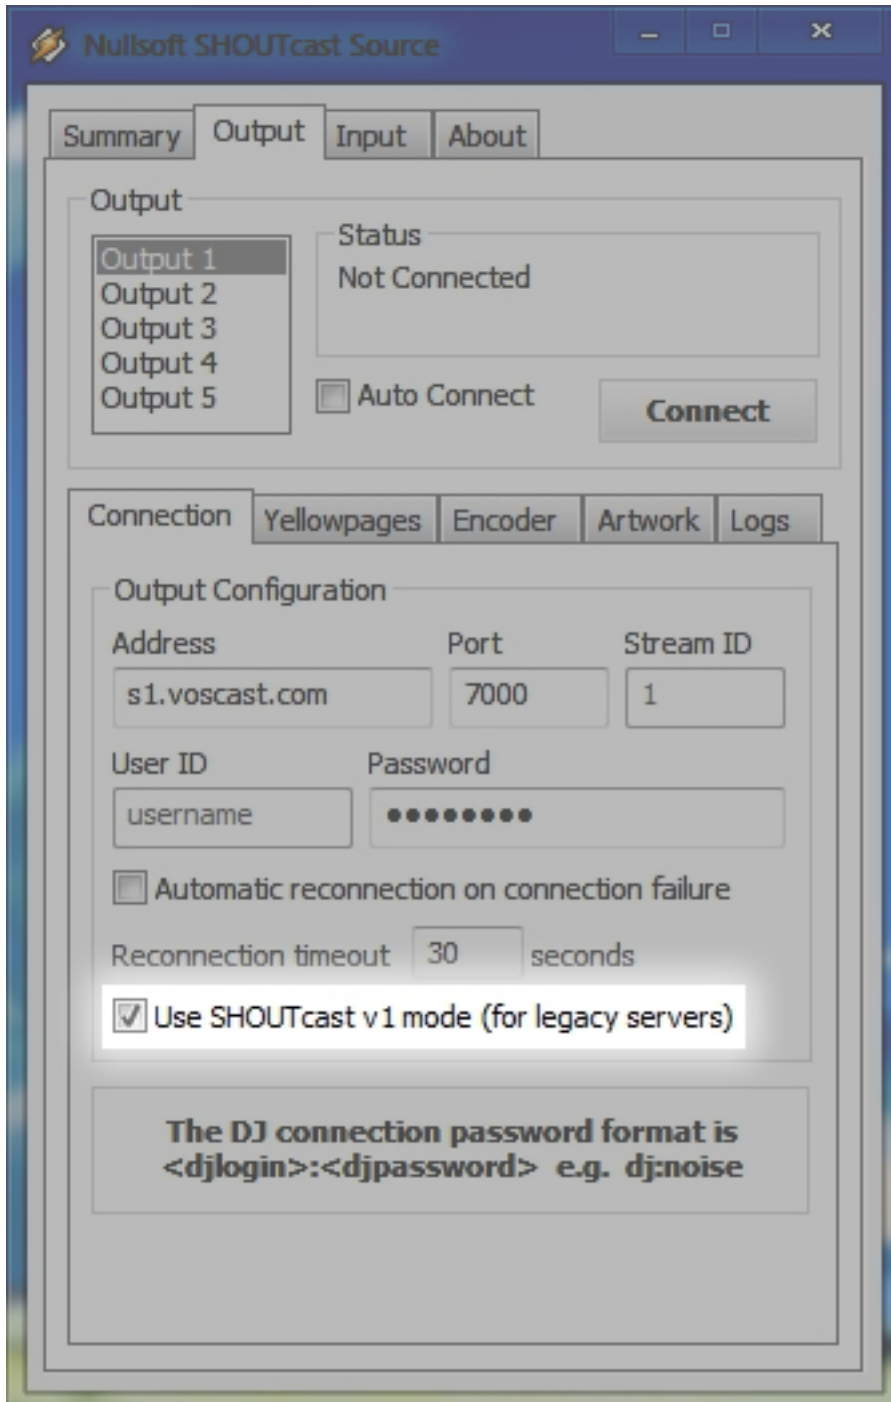 Nullsoft SHOUTcast Source
Summary Output Input About
Output
Output 1
Output 2
Output 3
Output 4
Output 5
Status
Not Connected
Auto Connect
Connect
Connection Yellowpages Encoder Artwork Logs
Output Configuration
Address Port Stream ID
s1.voscast.com 7000 1
User ID Password
username ●●●●●●●●
Automatic reconnection on connection failure
Reconnection timeout 30 seconds
Use SHOUTcast v1 mode (for legacy servers)
The DJ connection password format is
<djlogin>:<djpassword> e.g. dj:noise